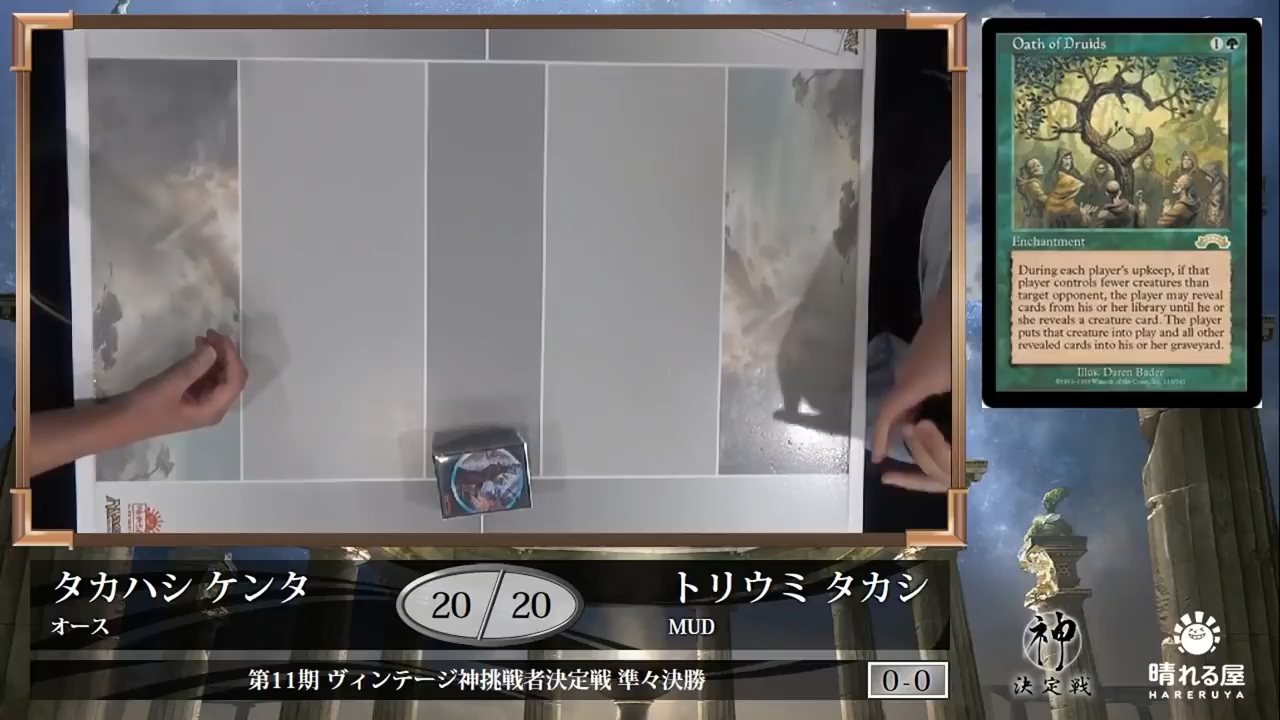 Oath of Druids 1
Enchantment
During each player's upkeep, if that
player controls fewer creatures than
target opponent, the player may reveal
cards from his or her library until he or
she reveals a creature card. The player
puts that creature into play and all other
revealed cards into his or her graveyard.
Illus. Daren Bader
タカハシ ケンタ
オース
20/20
トリウミ タカシ
MUD
第11期 ヴィンテージ神挑戦者決定戦 準々決勝
0-0
神
決定戦
晴れる屋
HARERUYA